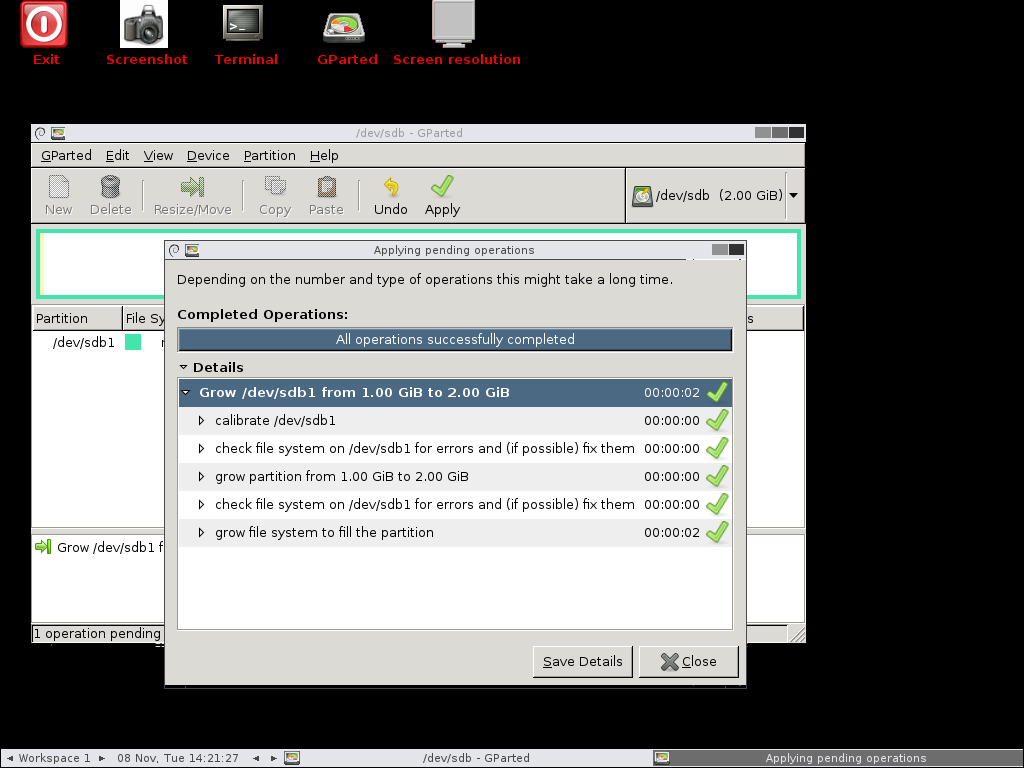 Exit
Screenshot
Terminal
GParted
Screen resolution
/dev/sdb - GParted
GParted Edit View Device Partition Help
New Delete Resize/Move Copy Paste Undo Apply
/dev/sdb (2.00 GiB)
Applying pending operations
Depending on the number and type of operations this might take a long time.
Completed Operations:
All operations successfully completed
Details
Grow /dev/sdb1 from 1.00 GiB to 2.00 GiB 00:00:02
calibrate /dev/sdb1 00:00:00
check file system on /dev/sdb1 for errors and (if possible) fix them 00:00:00
grow partition from 1.00 GiB to 2.00 GiB 00:00:00
check file system on /dev/sdb1 for errors and (if possible) fix them 00:00:00
grow file system to fill the partition 00:00:02
Save Details Close
Partition File Sy
/dev/sdb1
Grow /dev/sdb1 f
1 operation pending
Workspace 1 08 Nov, Tue 14:21:27 /dev/sdb - GParted Applying pending operations